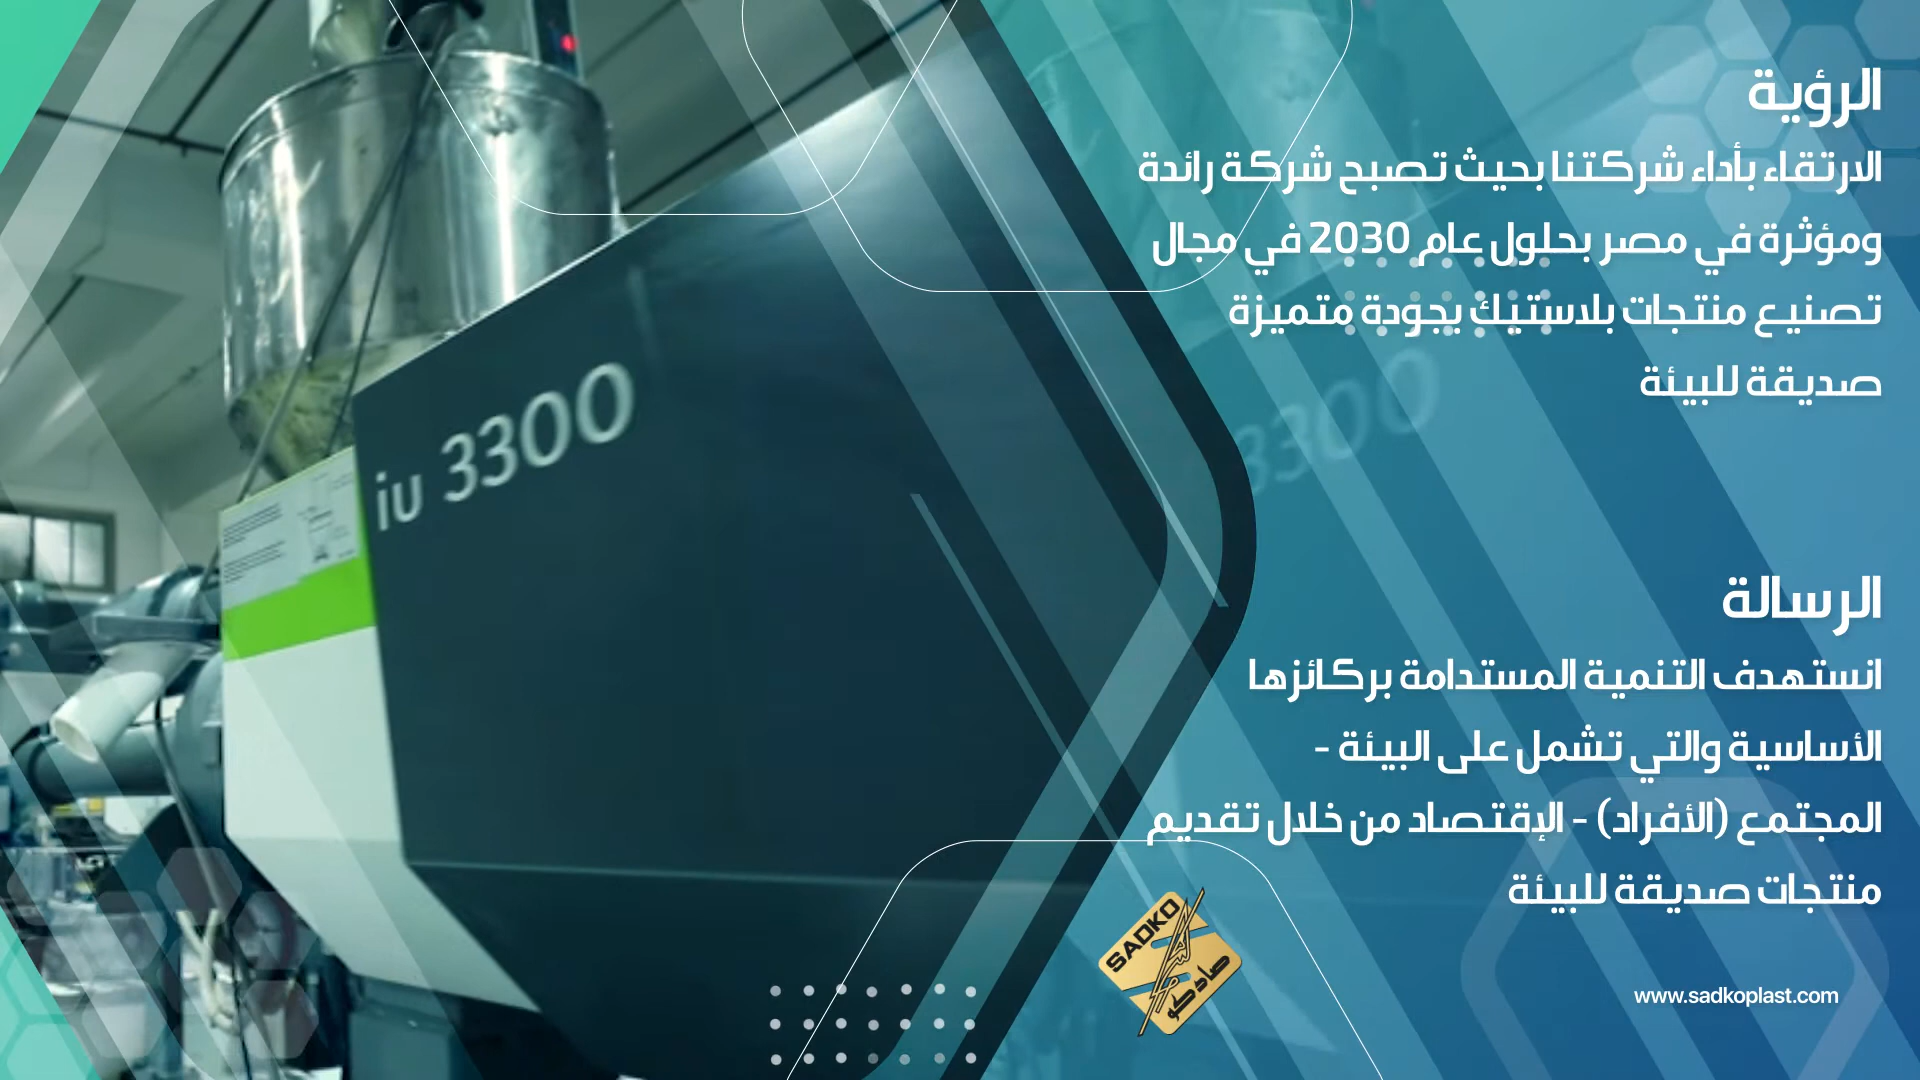 الرؤية
الارتقاء بأداء شركتنا بحيث تصبح شركة رائدة
ومؤثرة في مصر بحلول عام 2030 في مجال
تصنيع منتجات بلاستيك بجودة متميزة
صديقة للبيئة
iu 3300
3300
الرسالة
انستهدف التنمية المستدامة بركائزها
الأساسية والتي تشمل على البيئة -
المجتمع (الأفراد) - الإقتصاد من خلال تقديم
منتجات صديقة للبيئة
SADKO
صادكو
www.sadkoplast.com